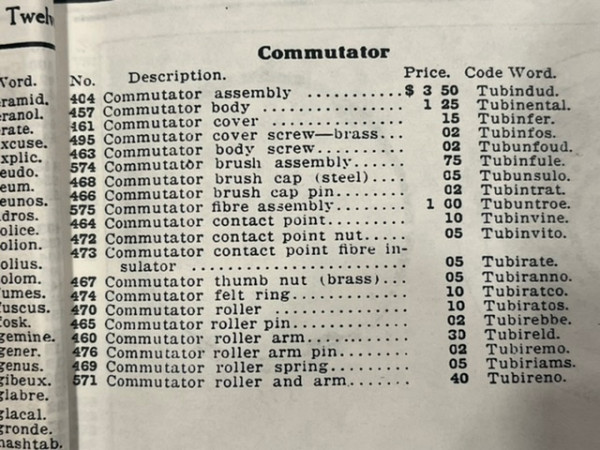 Twelv
Word.
ramid.
ranol.
rate.
xcuse.
xplic.
eudo.
eum.
eunos.
dros.
olice.
olion.
olius.
olom.
umes.
fuscus.
fosk.
gemine.
gener.
genus.
gibeux.
glabre.
glacal.
gronde.
hashtab.
Commutator
No. Description. Price. Code Word.
404 Commutator assembly ........... $ 3 50 Tubindud.
457 Commutator body ................ 1 25 Tubinental.
461 Commutator cover ............... 15 Tubinfer.
495 Commutator cover screw—brass... 02 Tubinfos.
463 Commutator body screw.......... 02 Tubunfoud.
574 Commutator brush assembly...... 75 Tubinfule.
468 Commutator brush cap (steel).... 05 Tubunsulo.
466 Commutator brush cap pin........ 02 Tubintrat.
575 Commutator fibre assembly....... 1 00 Tubuntroe.
464 Commutator contact point........ 10 Tubinvine.
472 Commutator contact point nut..... 05 Tubinvito.
473 Commutator contact point fibre in-
sulator ........................ 05 Tubirate.
467 Commutator thumb nut (brass)... 05 Tubiranno.
474 Commutator felt ring............ 10 Tubiratco.
470 Commutator roller .............. 10 Tubiratos.
465 Commutator roller pin........... 02 Tubirebbe.
460 Commutator roller arm........... 30 Tubireld.
476 Commutator roller arm pin....... 02 Tubiremo.
469 Commutator roller spring........ 05 Tubiriams.
571 Commutator roller and arm....... 40 Tubireno.